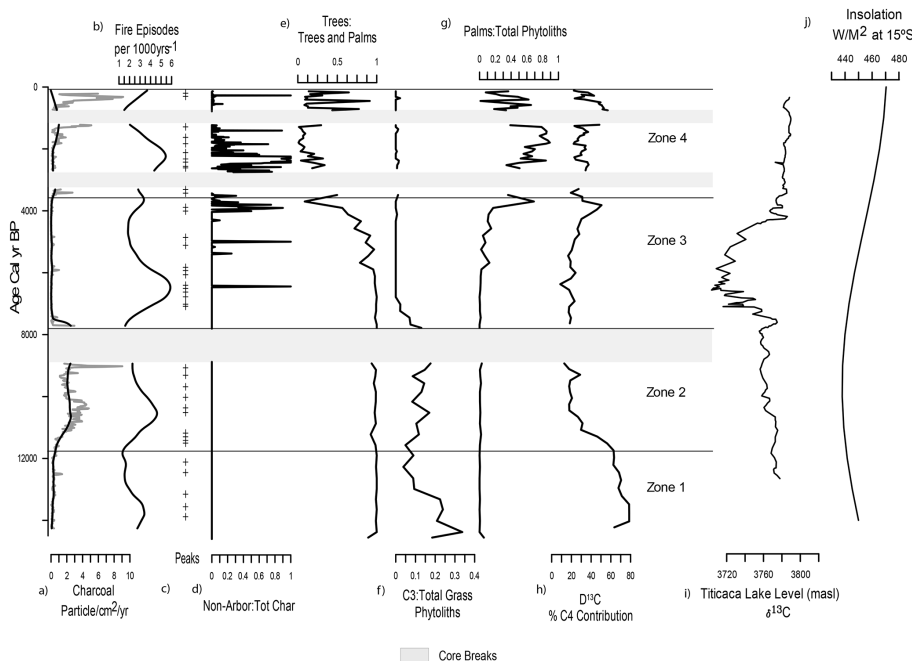 b)
Fire Episodes
per 1000yrs-1
1 2 3 4 5 6
e)
Trees:
Trees and Palms
0 0.5 1
g)
Palms:Total Phytoliths
0 0.2 0.4 0.6 0.8 1
j)
Insolation
W/M2 at 15ºS
440 460 480
0
4000
8000
12000
Age Cal yr BP
Zone 4
Zone 3
Zone 2
Zone 1
0 2 4 6 8 10
a)
Charcoal
Particle/cm2/yr
Peaks
c)
d)
0 0.2 0.4 0.6 0.8 1
Non-Arbor:Tot Char
0 0.1 0.2 0.3 0.4
f)
C3:Total Grass
Phytoliths
0 20 40 60 80
h)
D13C
% C4 Contribution
3720 3760 3800
i)
Titicaca Lake Level (masl)
δ13C
Core Breaks